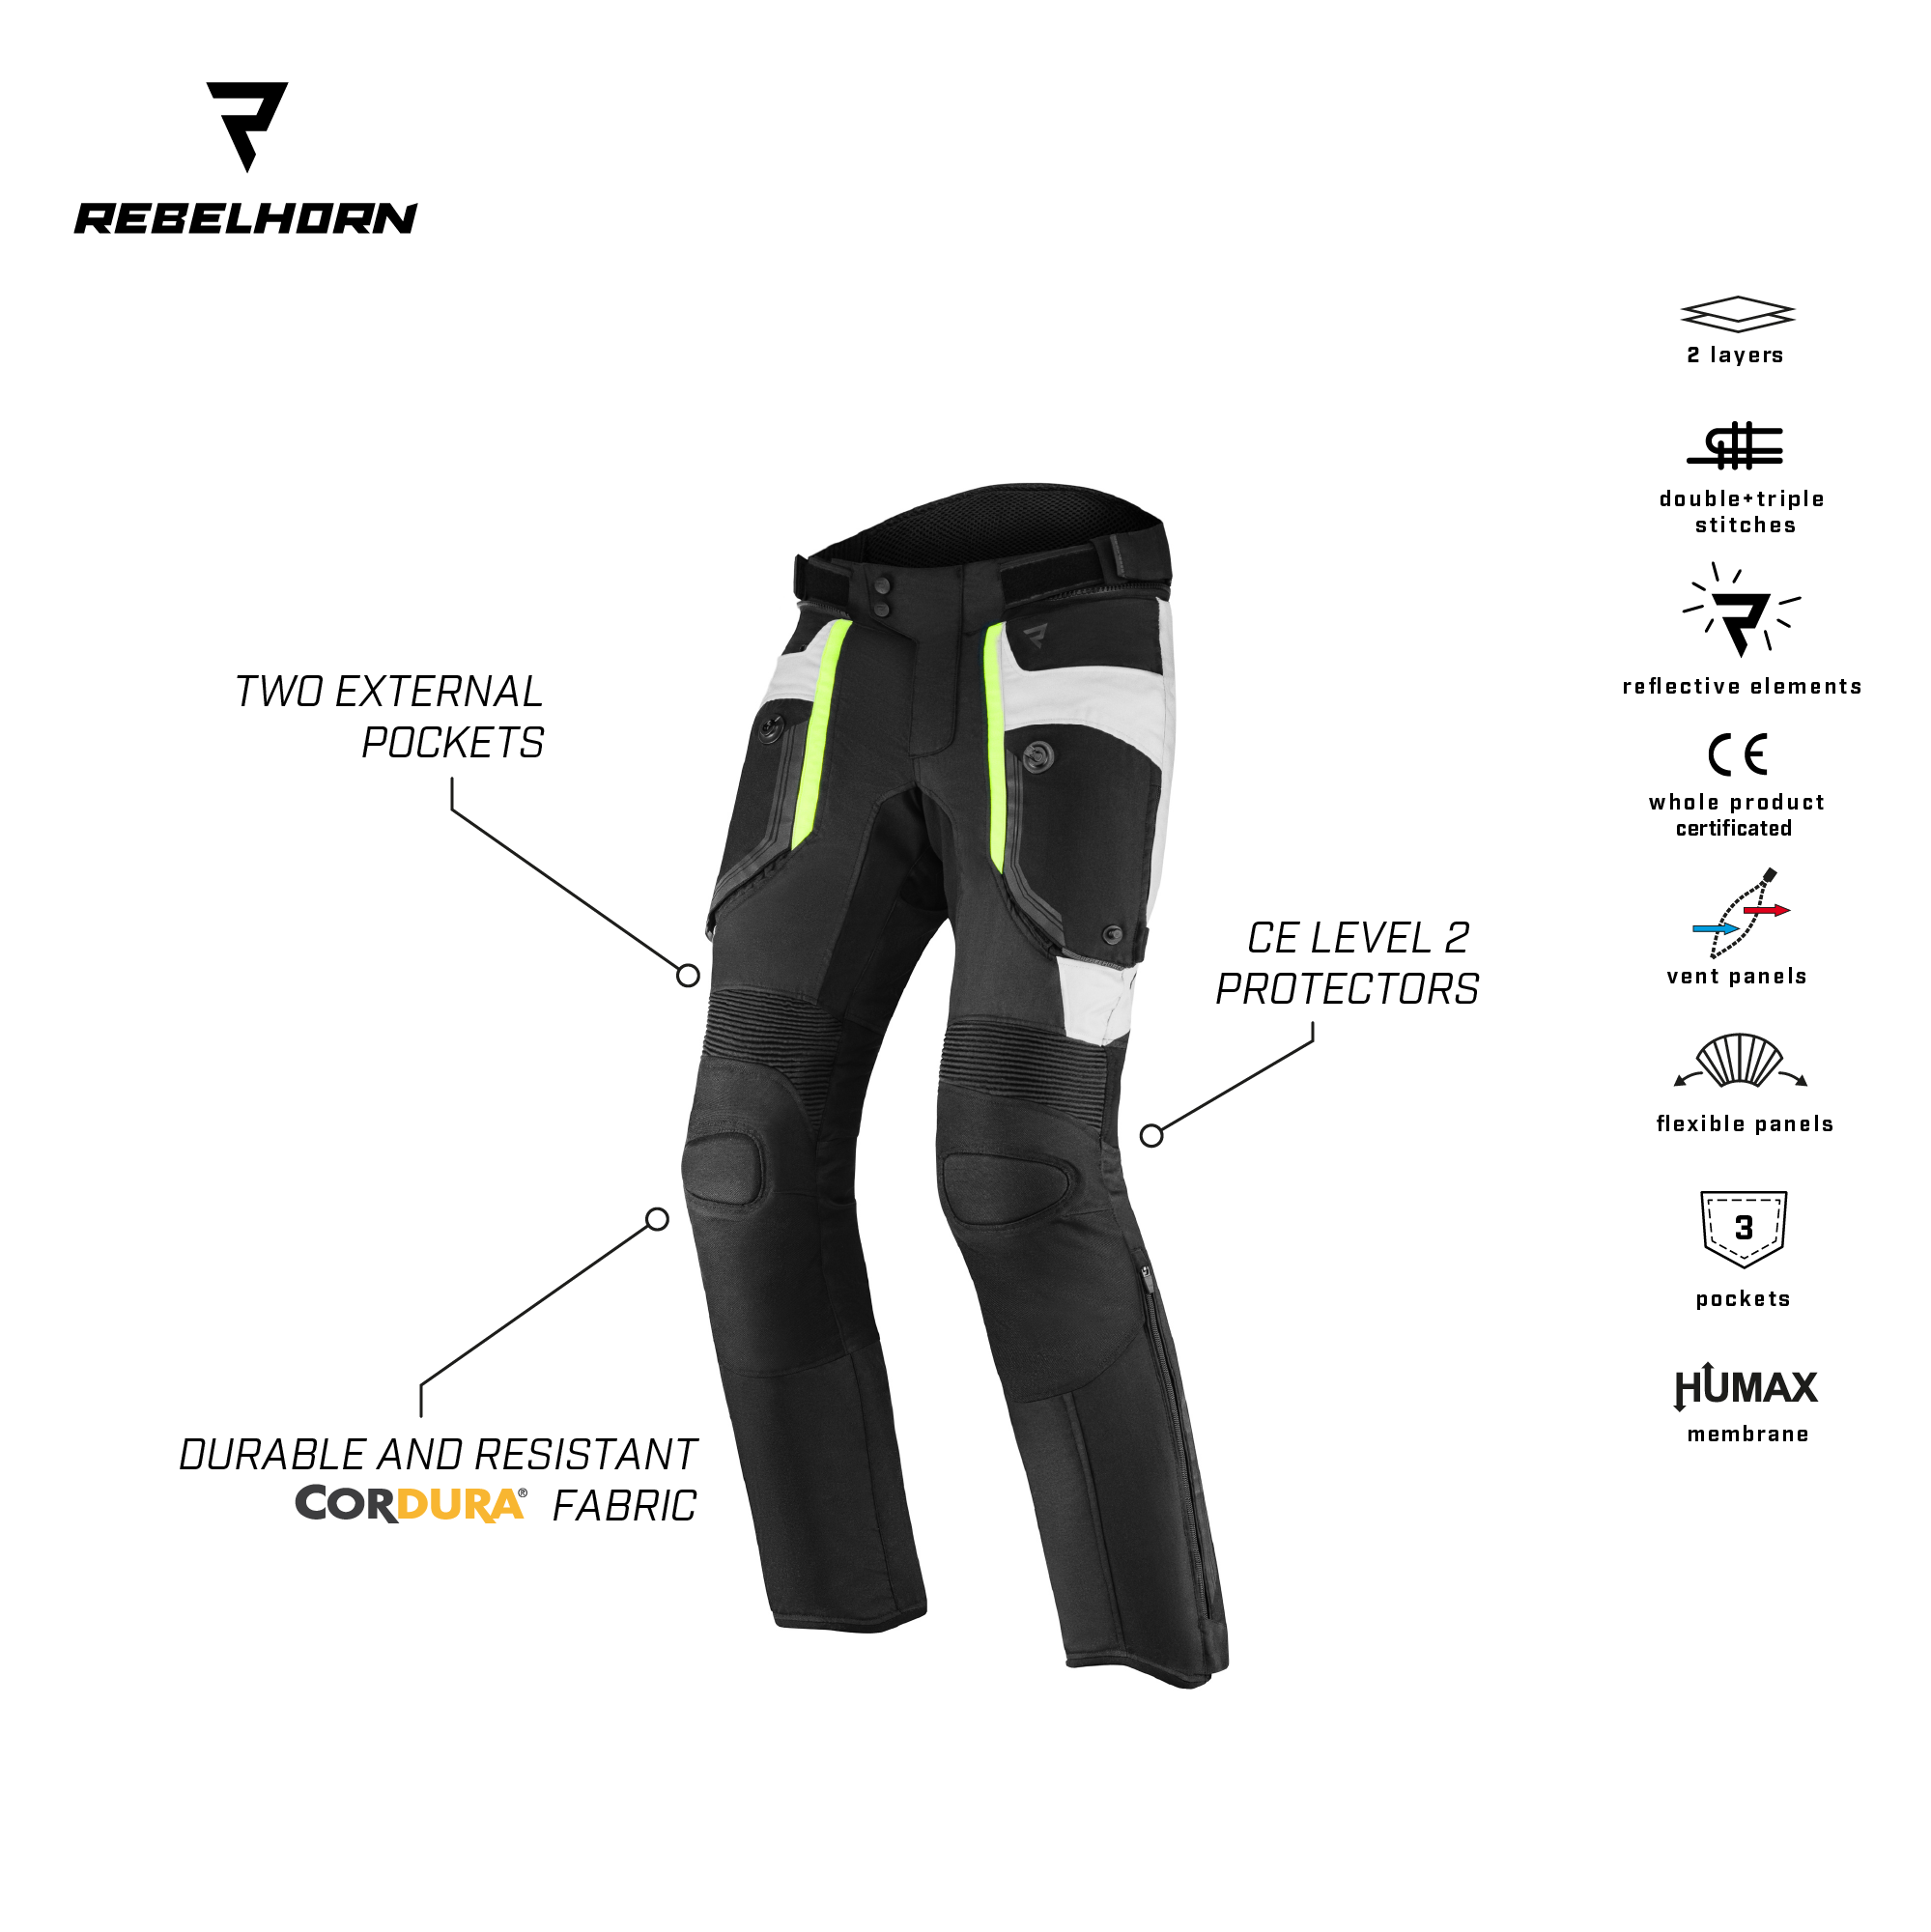 REBELHORN
2 layers
double+triple
stitches
reflective elements
CE
whole product
certificated
vent panels
flexible panels
3
pockets
HUMAX
membrane
TWO EXTERNAL
POCKETS
CE LEVEL 2
PROTECTORS
DURABLE AND RESISTANT
CORDURA® FABRIC